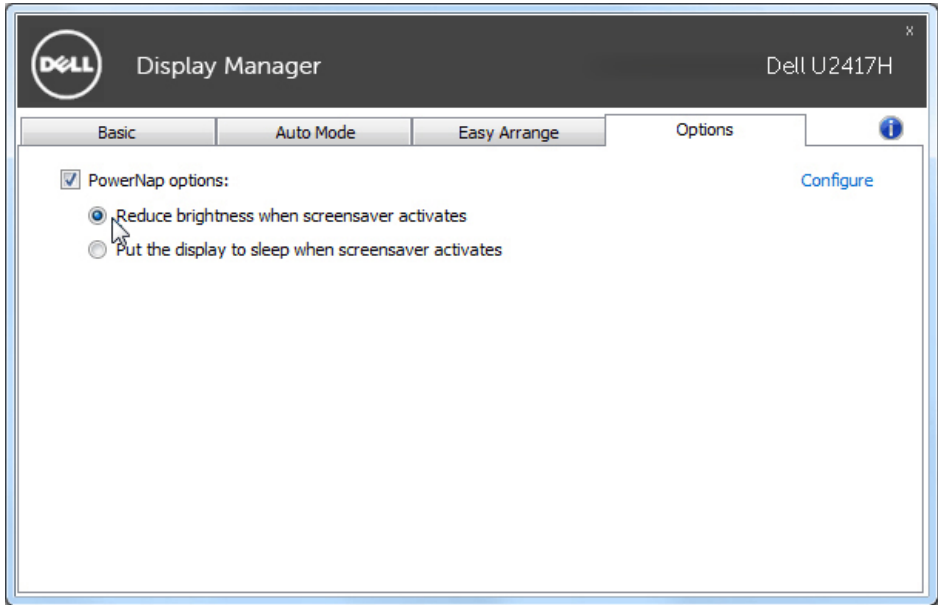 x
DELL Display Manager Dell U2417H
Basic Auto Mode Easy Arrange Options i
PowerNap options: Configure
Reduce brightness when screensaver activates
Put the display to sleep when screensaver activates